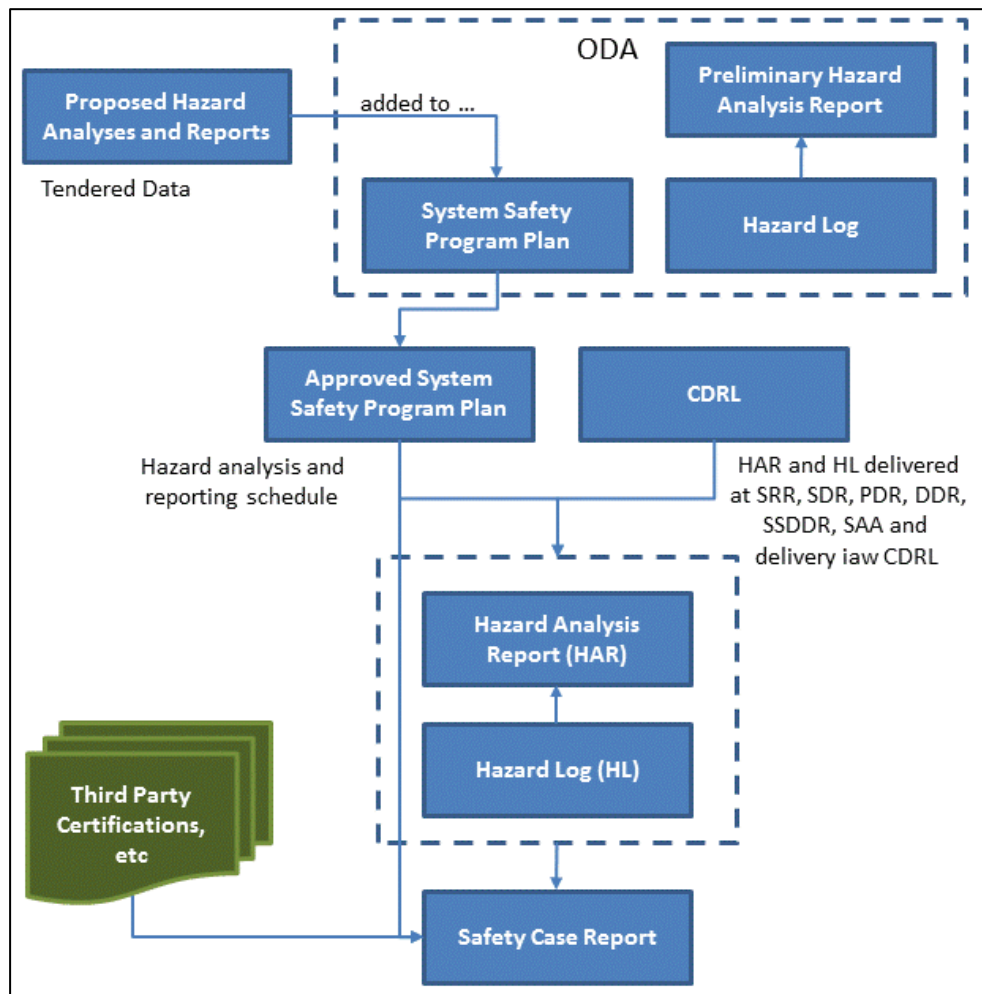 ODA
Proposed Hazard
Analyses and Reports
added to ...
Preliminary Hazard
Analysis Report
Tendered Data
System Safety
Program Plan
Hazard Log
Approved System
Safety Program Plan
CDRL
Hazard analysis and
reporting schedule
HAR and HL delivered
at SRR, SDR, PDR, DDR,
SSDDR, SAA and
delivery iaw CDRL
Hazard Analysis
Report (HAR)
Hazard Log (HL)
Third Party
Certifications,
etc
Safety Case Report